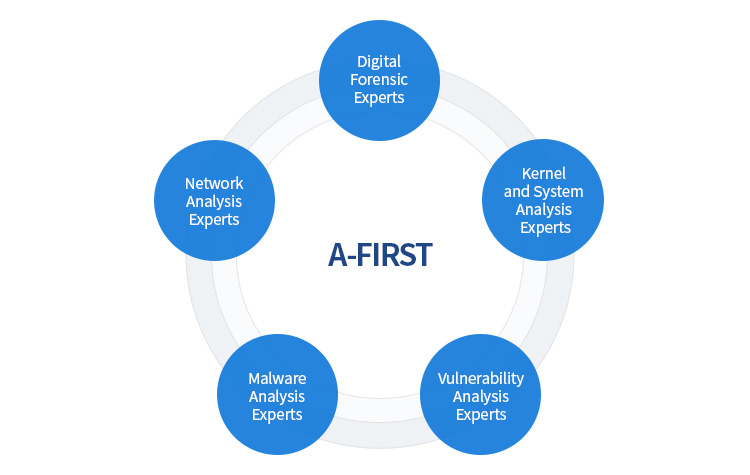 Digital
Forensic
Experts
Network
Analysis
Experts
Kernel
and System
Analysis
Experts
A-FIRST
Malware
Analysis
Experts
Vulnerability
Analysis
Experts